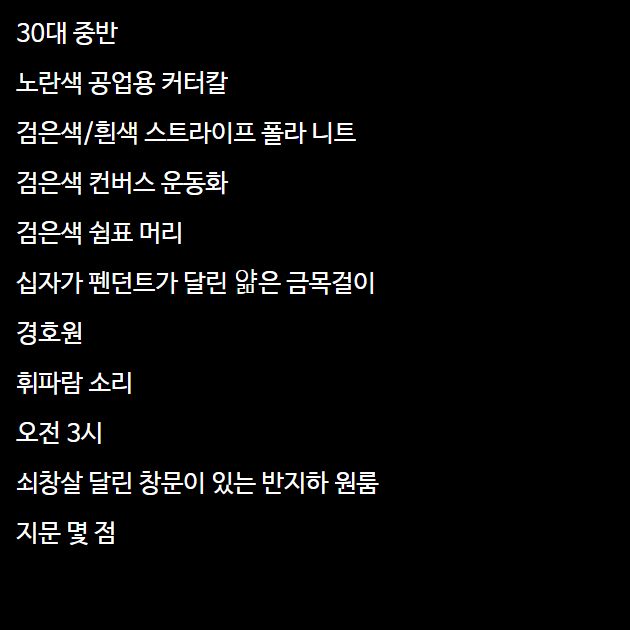 30대 중반
노란색 공업용 커터칼
검은색/흰색 스트라이프 폴라 니트
검은색 컨버스 운동화
검은색 쉼표 머리
십자가 펜던트가 달린 얆은 금목걸이
경호원
휘파람 소리
오전 3시
쇠창살 달린 창문이 있는 반지하 원룸
지문 몇 점